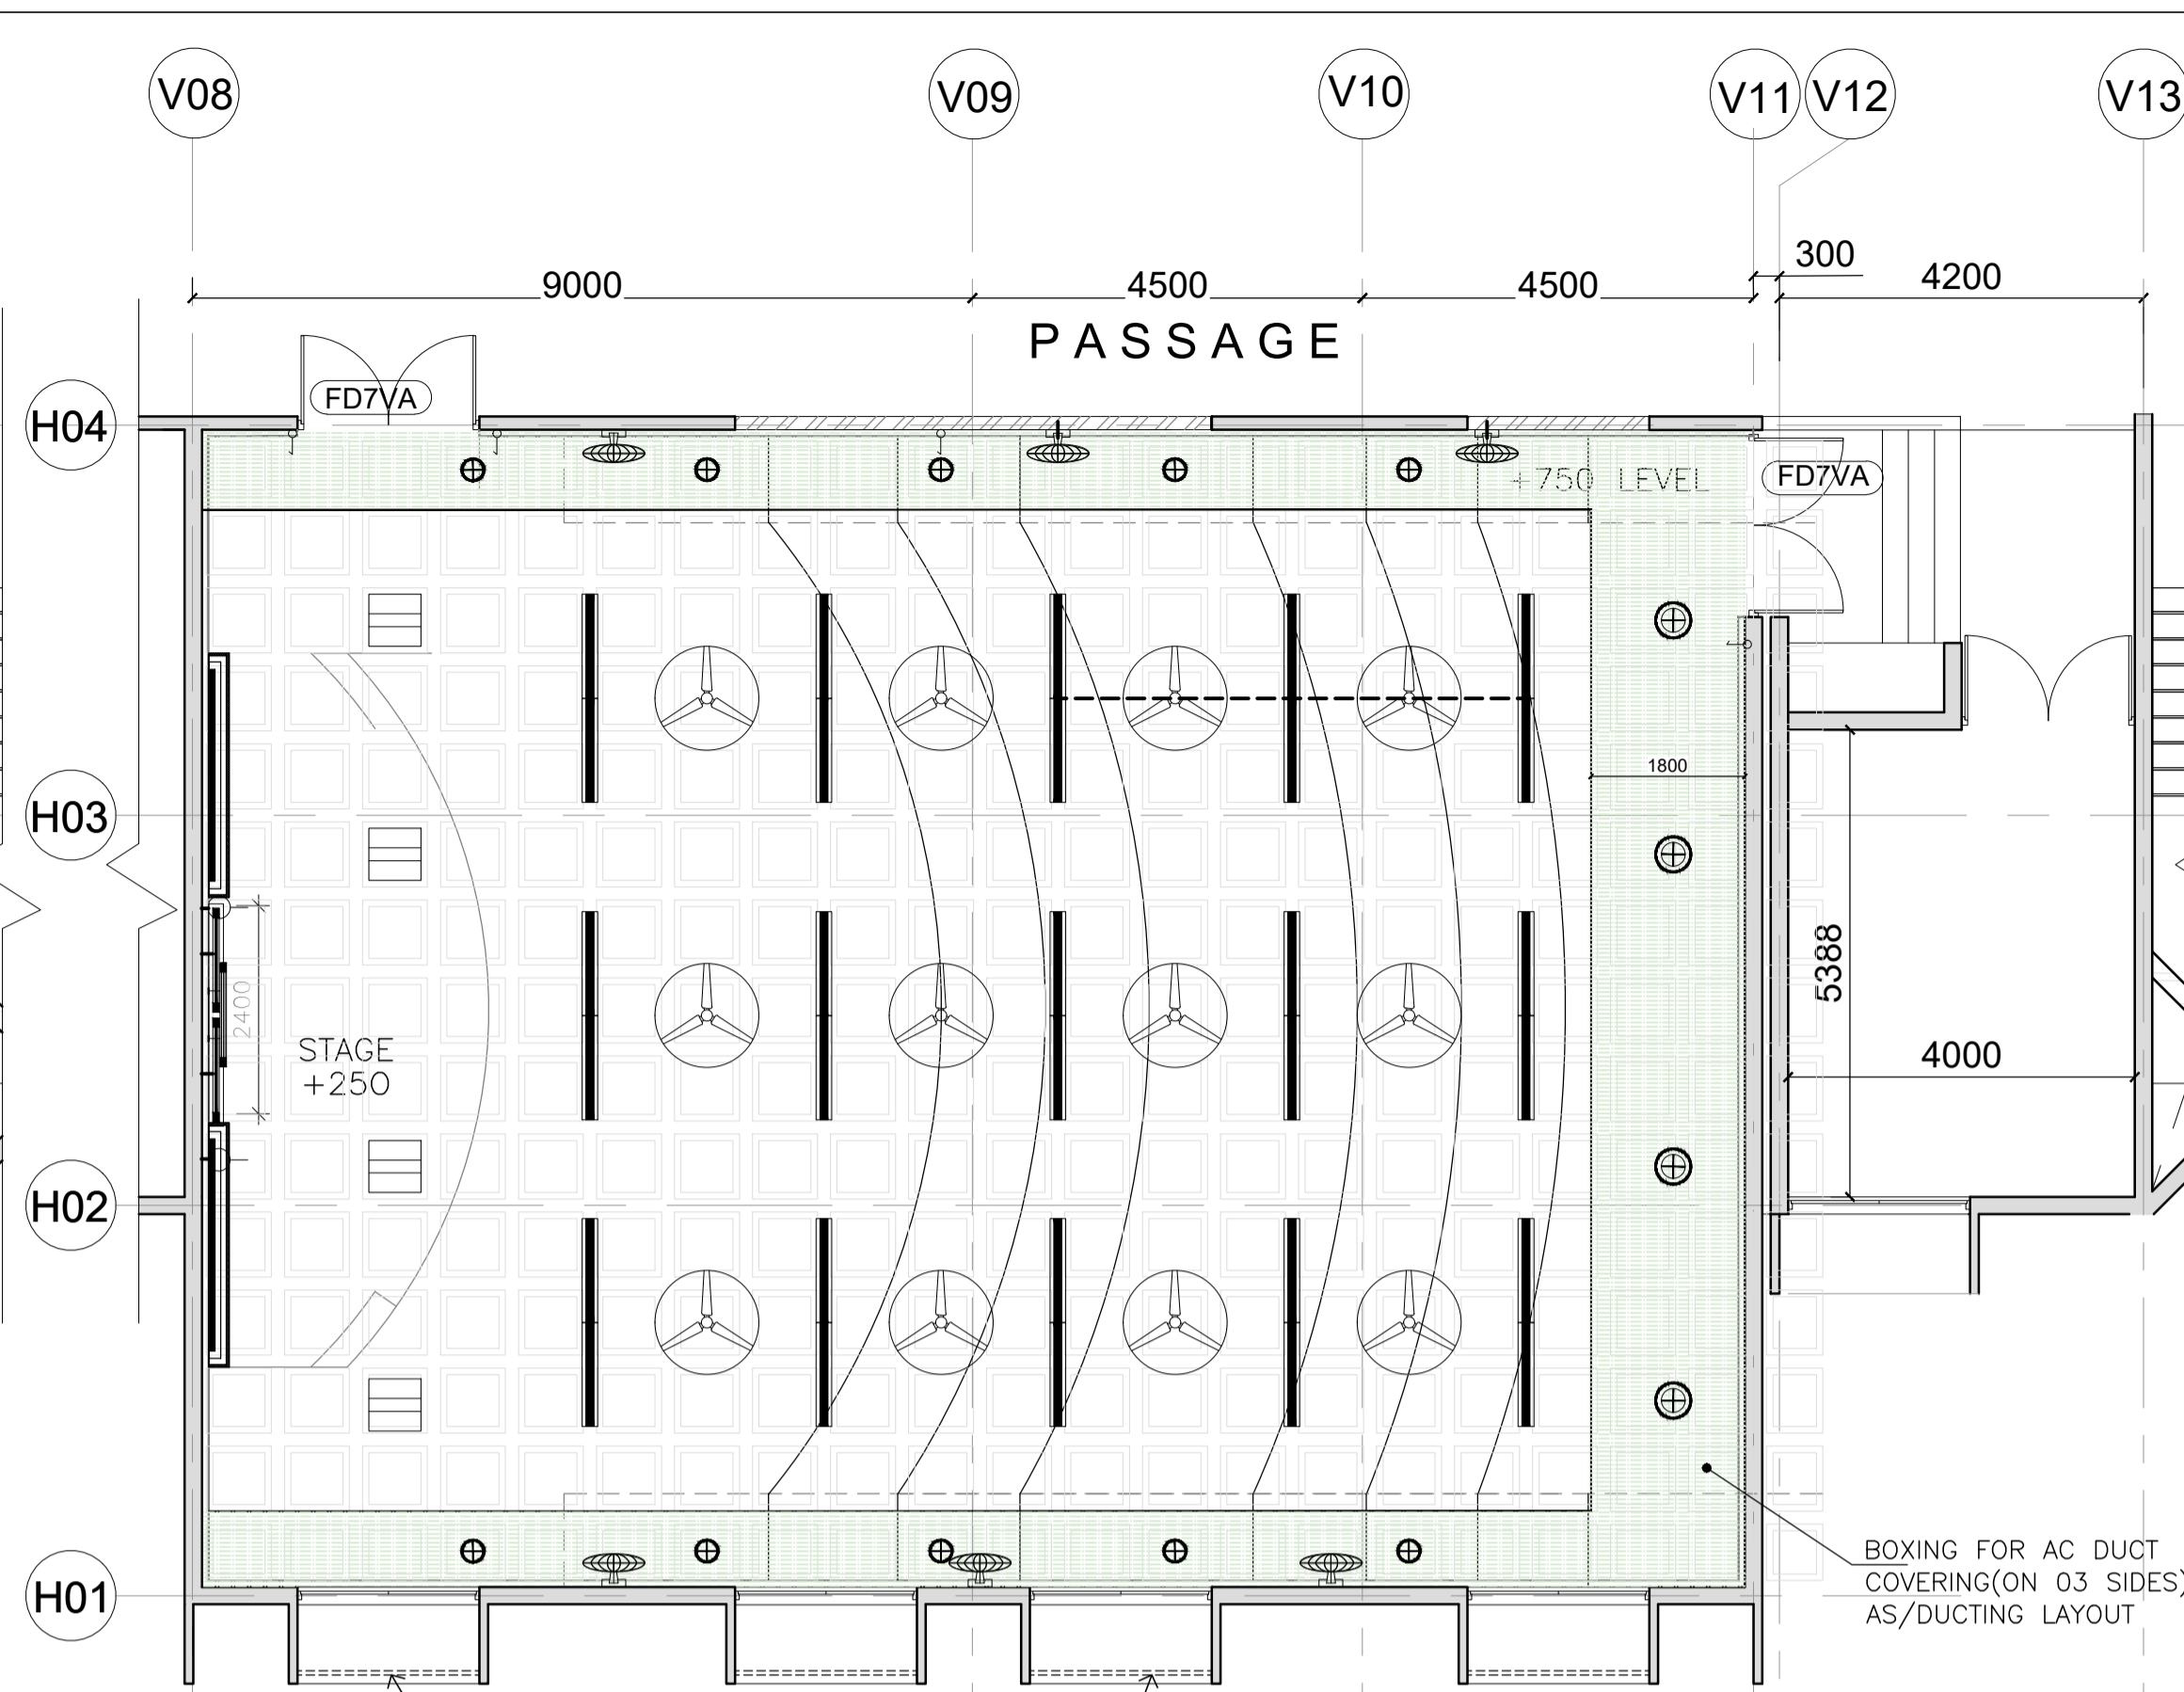 V08
V09
V10
V11
V12
V13
300
9000
4500
4500
4200
PASSAGE
FD7VA
H04
+750 LEVEL
FD7VA
1800
H03
5388
2400
STAGE
+250
4000
H02
BOXING FOR AC DUCT
COVERING(ON 03 SIDES)
AS/DUCTING LAYOUT
H01